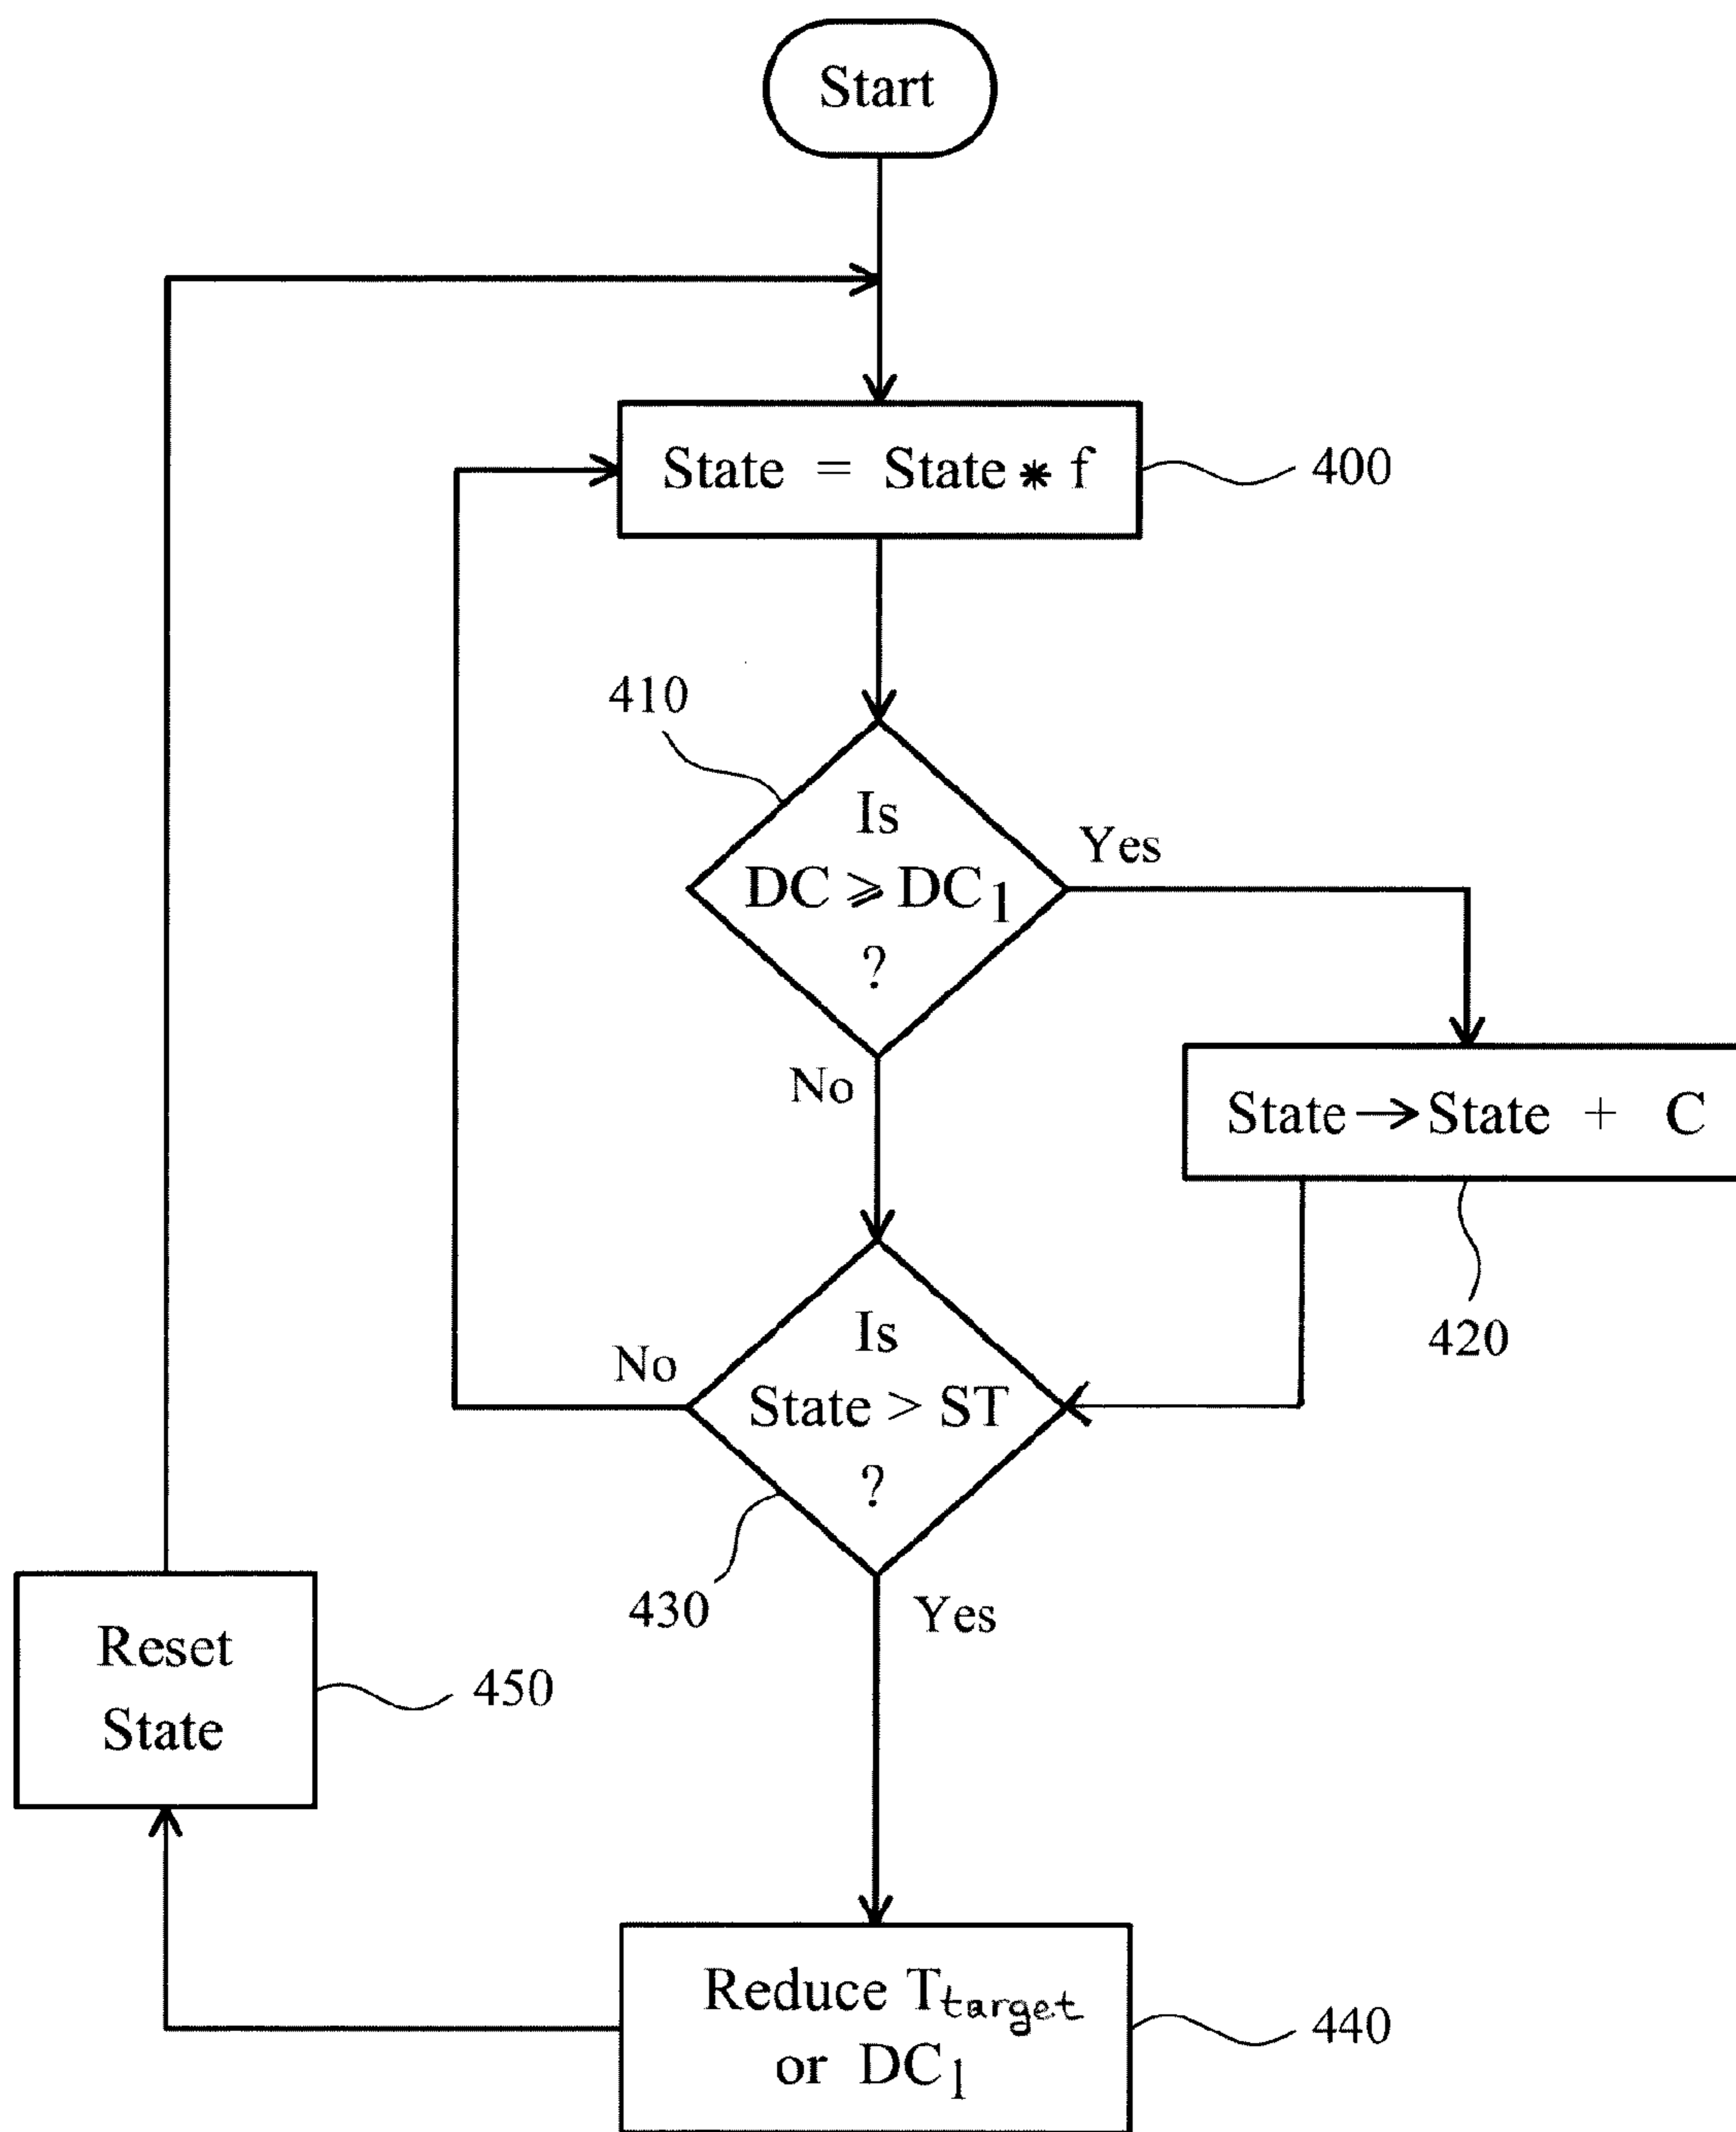 Start
State = State * f
400
410
Is
DC ⩾ DC₁
?
Yes
No
State → State + C
420
Is
State > ST
?
No
430
Yes
Reset
State
450
Reduce Ttarget
or DC₁
440